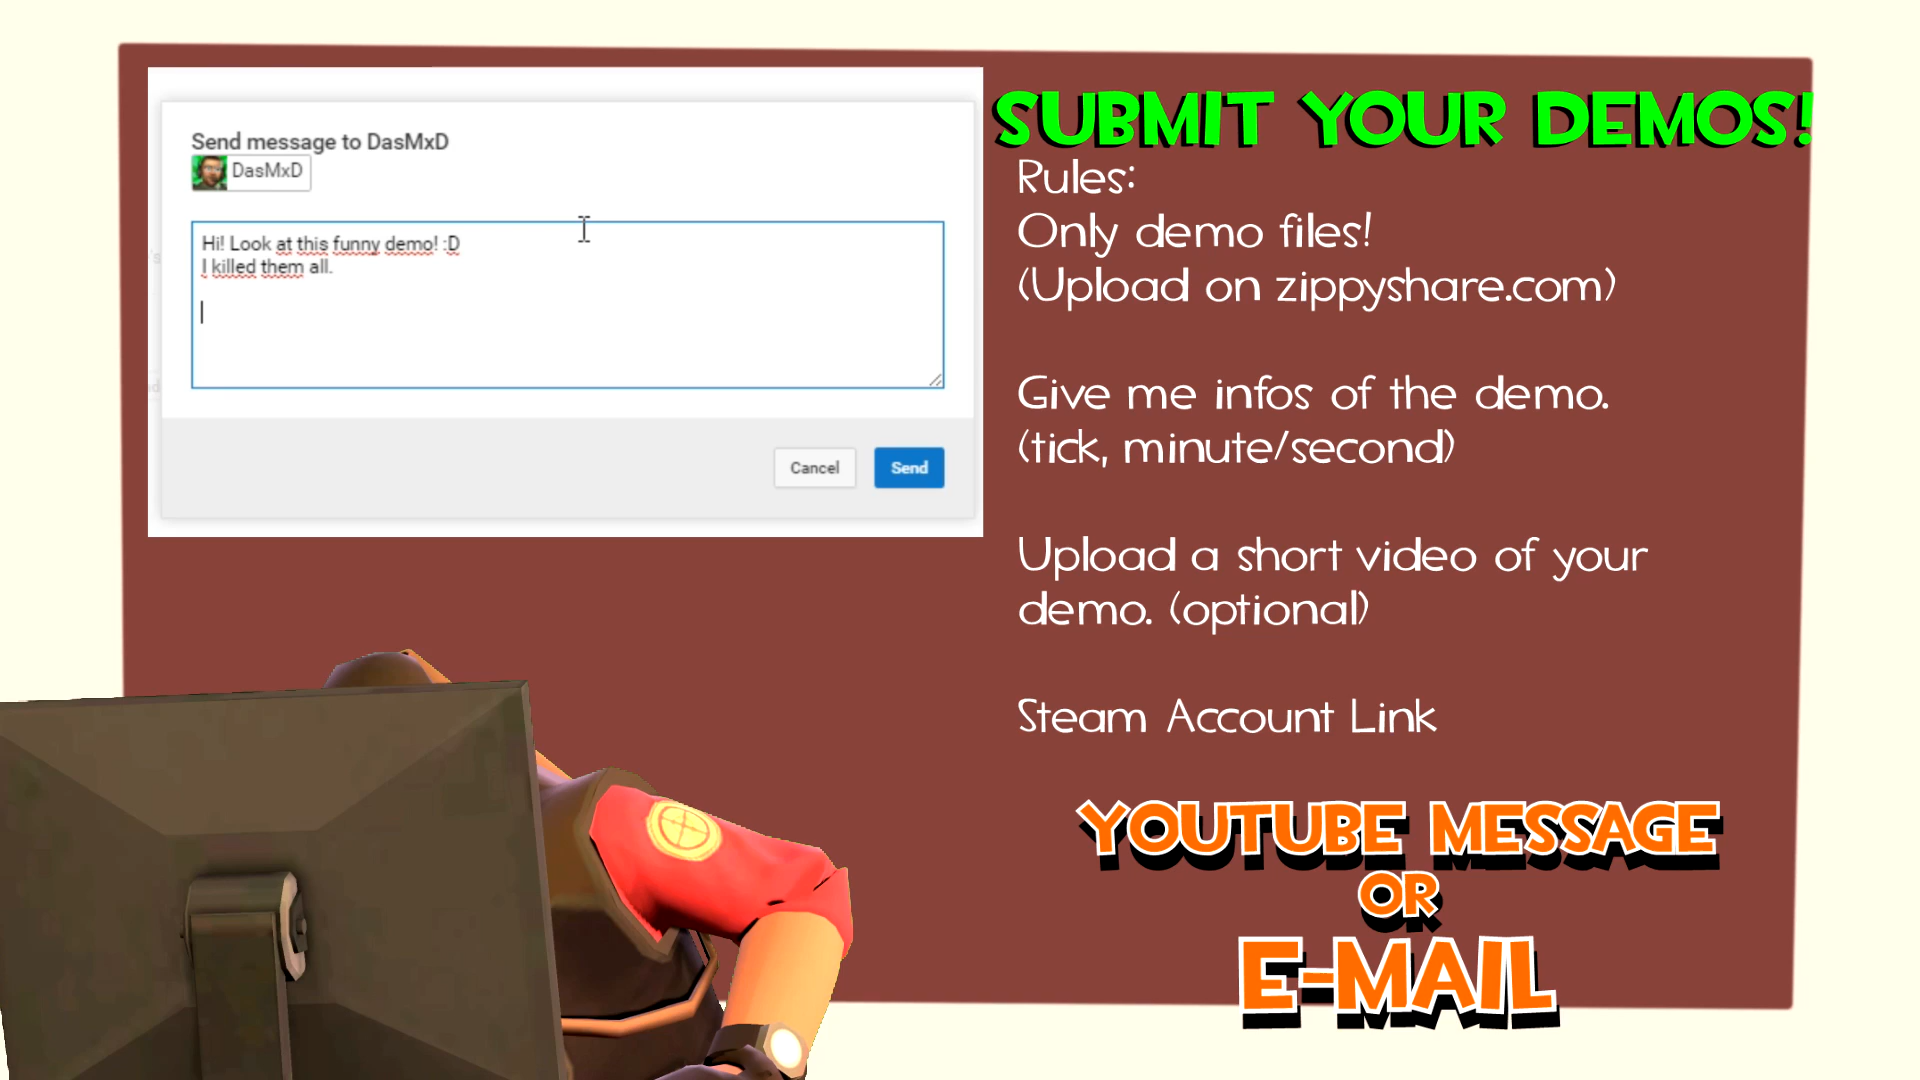 Send message to DasMxD
DasMxD
Hi! Look at this funny demo! :D
I killed them all.
Cancel
Send
SUBMIT YOUR DEMOS!
Rules:
Only demo files!
(Upload on zippyshare.com)
Give me infos of the demo.
(tick, minute/second)
Upload a short video of your
demo. (optional)
Steam Account Link
YOUTUBE MESSAGE
OR
E-MAIL